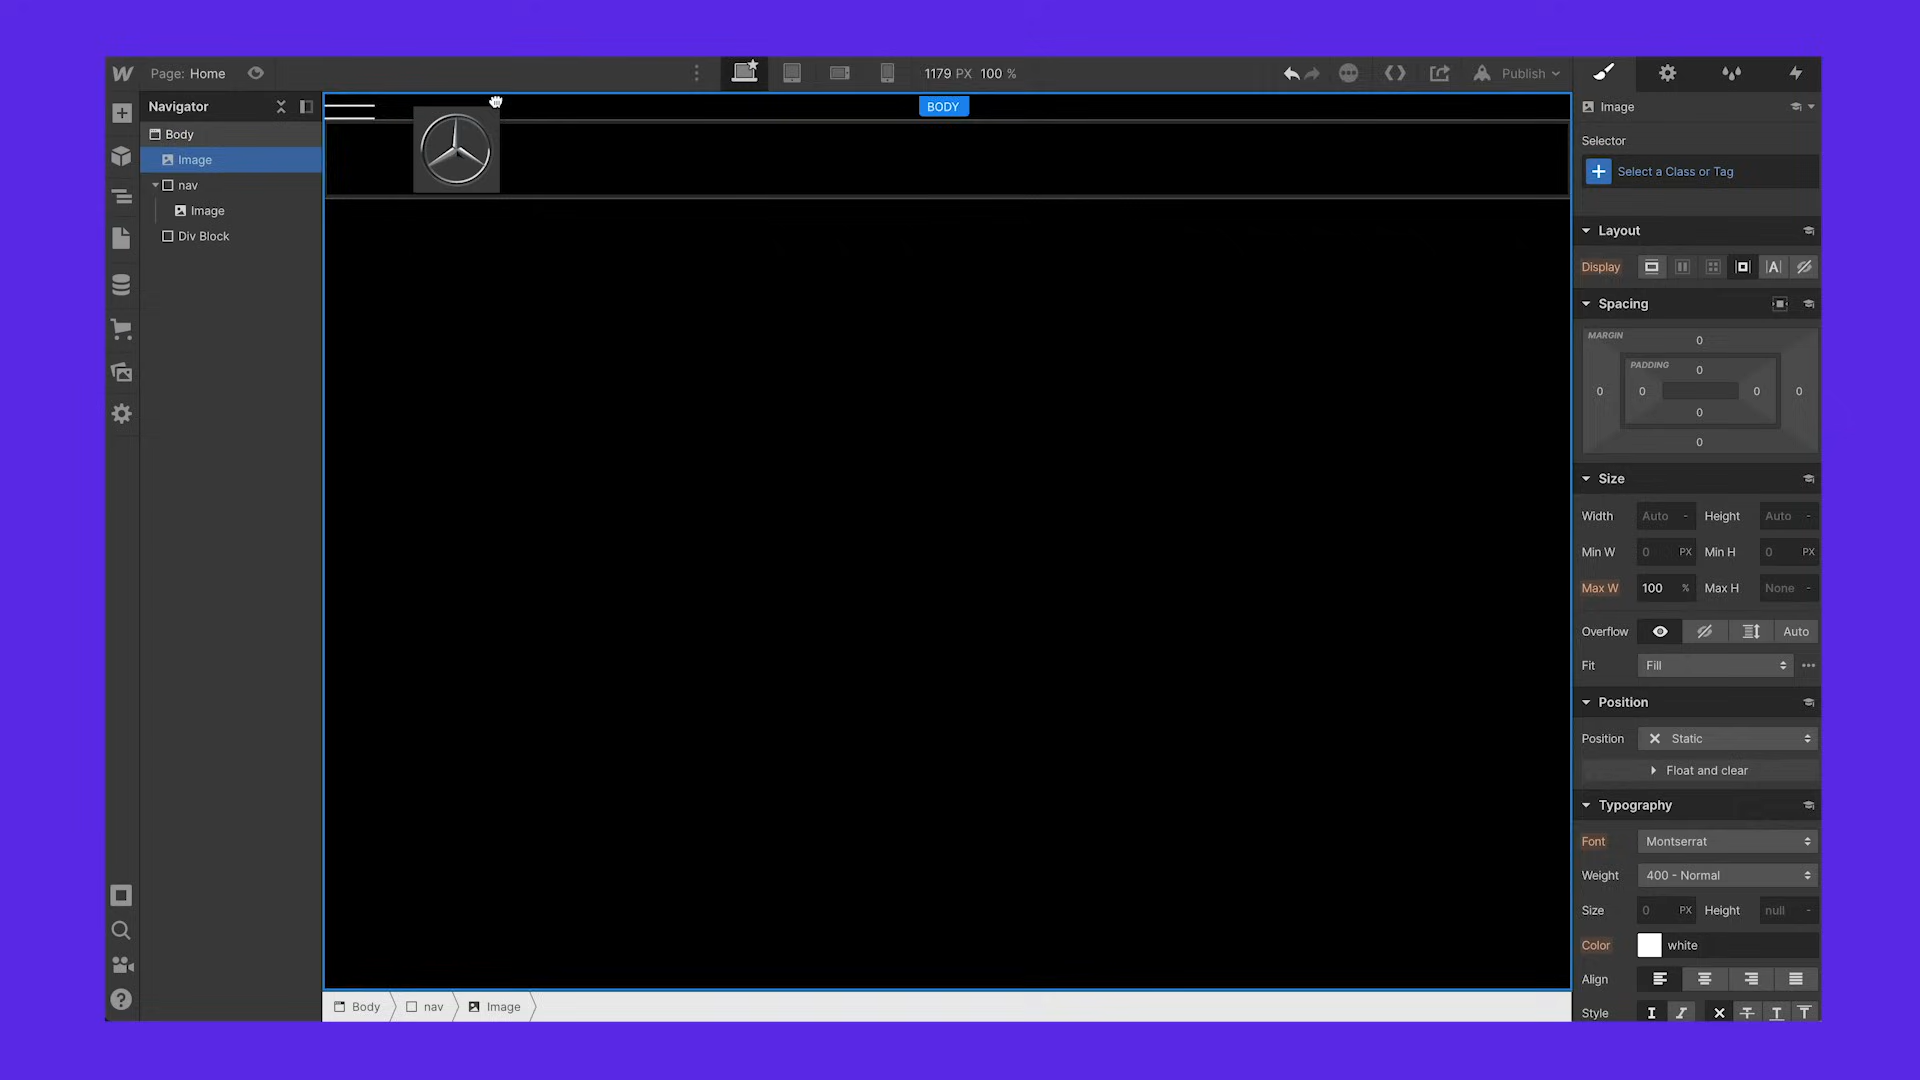 Page: Home
1179 PX 100 %
Publish
Navigator
BODY
Image
Body
Image
nav
Image
Div Block
Selector
Select a Class or Tag
Layout
Display
Spacing
MARGIN
0
PADDING
0
0 0 0 0
0
0
Size
Width Auto - Height Auto -
Min W 0 PX Min H 0 PX
Max W 100 % Max H None -
Overflow Auto
Fit Fill
Position
Position Static
Float and clear
Typography
Font Montserrat
Weight 400 - Normal
Size 0 PX Height null -
Color white
Align
Style
Body nav Image